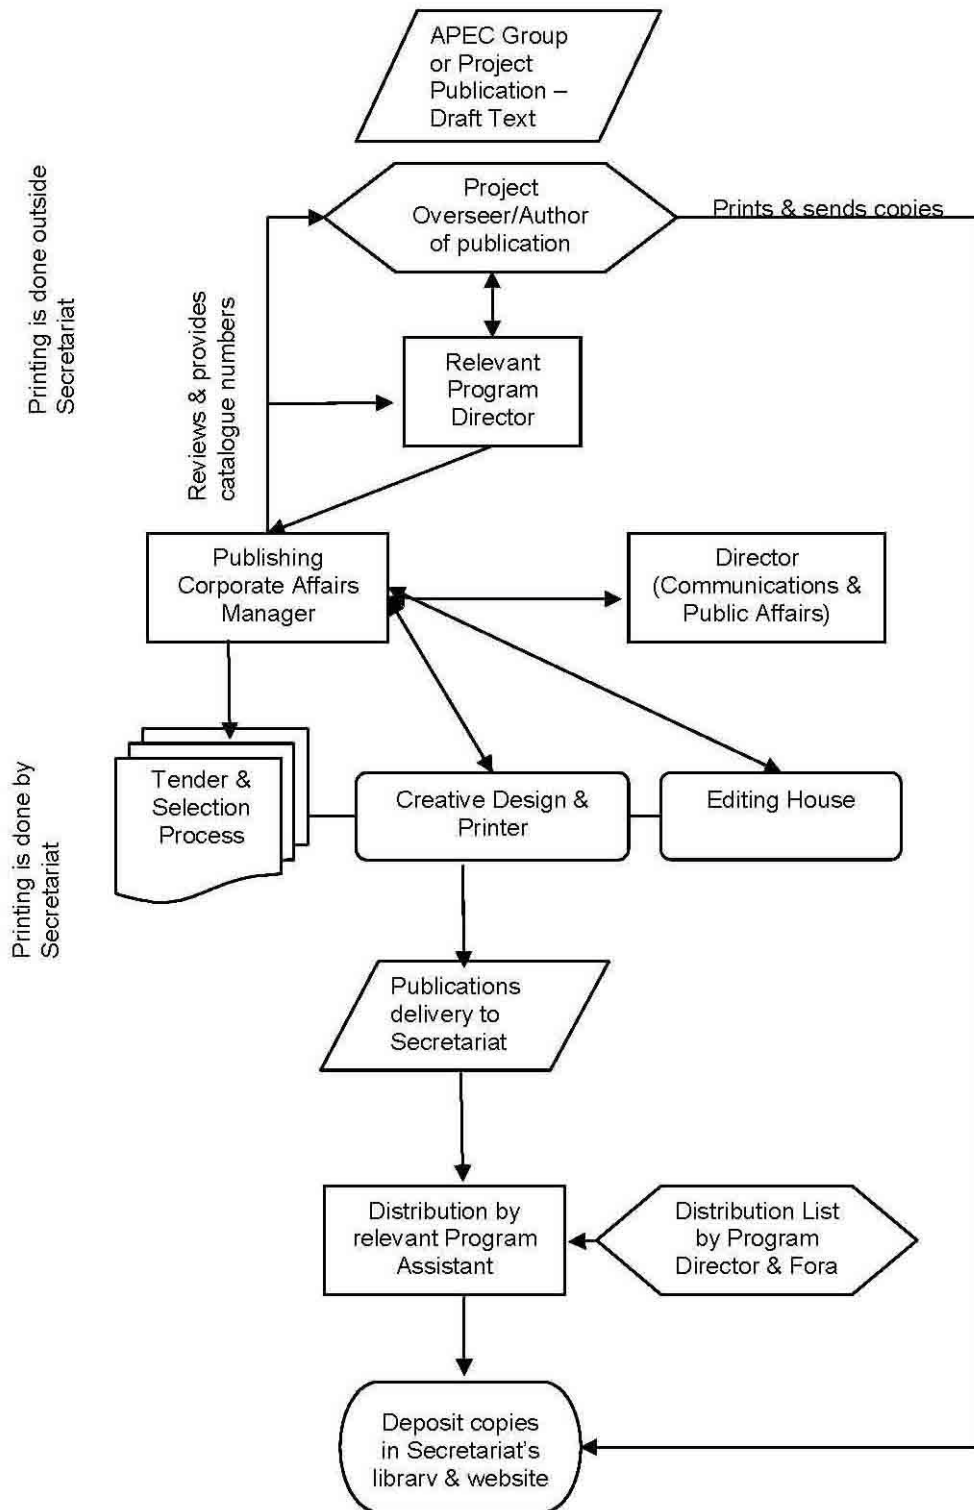 APEC Group
or Project
Publication –
Draft Text
Printing is done outside
Secretariat
Project
Overseer/Author
of publication
Prints & sends copies
Reviews & provides
catalogue numbers
Relevant
Program
Director
Publishing
Corporate Affairs
Manager
Director
(Communications &
Public Affairs)
Printing is done by
Secretariat
Tender &
Selection
Process
Creative Design &
Printer
Editing House
Publications
delivery to
Secretariat
Distribution by
relevant Program
Assistant
Distribution List
by Program
Director & Fora
Deposit copies
in Secretariat's
library & website